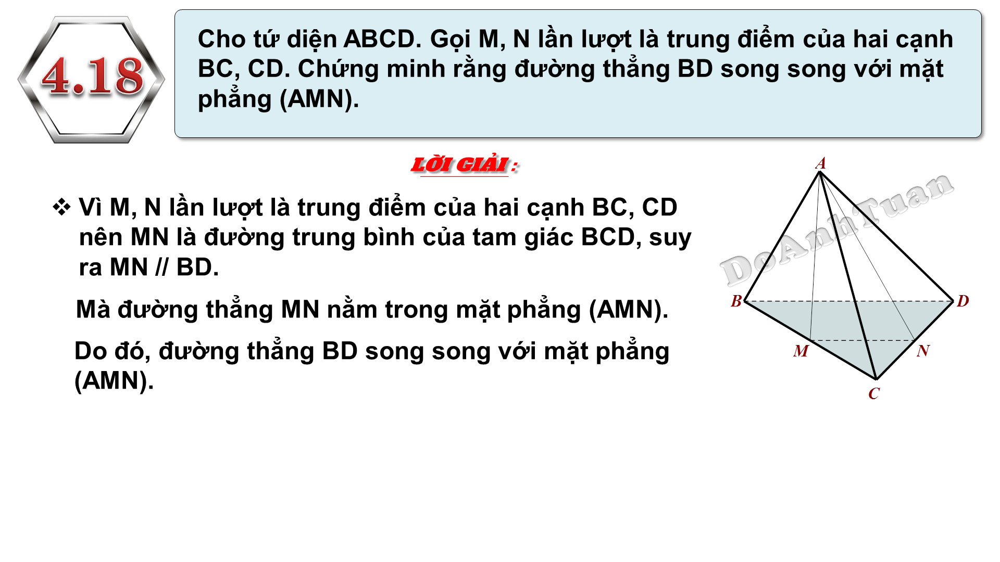 4.18
Cho tứ diện ABCD. Gọi M, N lần lượt là trung điểm của hai cạnh
BC, CD. Chứng minh rằng đường thẳng BD song song với mặt
phẳng (AMN).
LỜI GIẢI :
❖ Vì M, N lần lượt là trung điểm của hai cạnh BC, CD
nên MN là đường trung bình của tam giác BCD, suy
ra MN // BD.
Mà đường thẳng MN nằm trong mặt phẳng (AMN).
Do đó, đường thẳng BD song song với mặt phẳng
(AMN).
A
DoAnhTuan
B
D
M
N
C